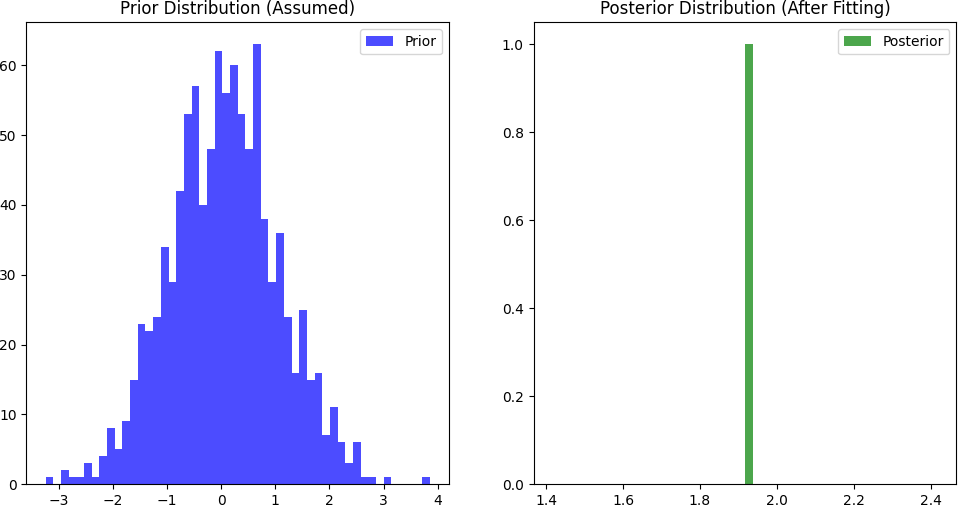 Prior Distribution (Assumed)
Prior
60
50
40
30
20
10
0
−3 −2 −1 0 1 2 3 4
Posterior Distribution (After Fitting)
Posterior
1.0
0.8
0.6
0.4
0.2
0.0
1.4 1.6 1.8 2.0 2.2 2.4